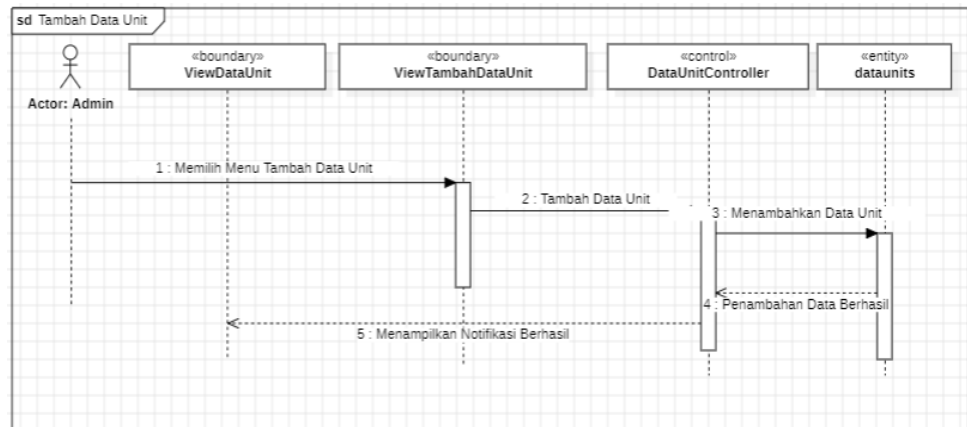 sd Tambah Data Unit
«boundary»
ViewDataUnit
«boundary»
ViewTambahDataUnit
«control»
DataUnitController
«entity»
dataunits
Actor: Admin
1 : Memilih Menu Tambah Data Unit
2 : Tambah Data Unit
3 : Menambahkan Data Unit
4 : Penambahan Data Berhasil
5 : Menampilkan Notifikasi Berhasil